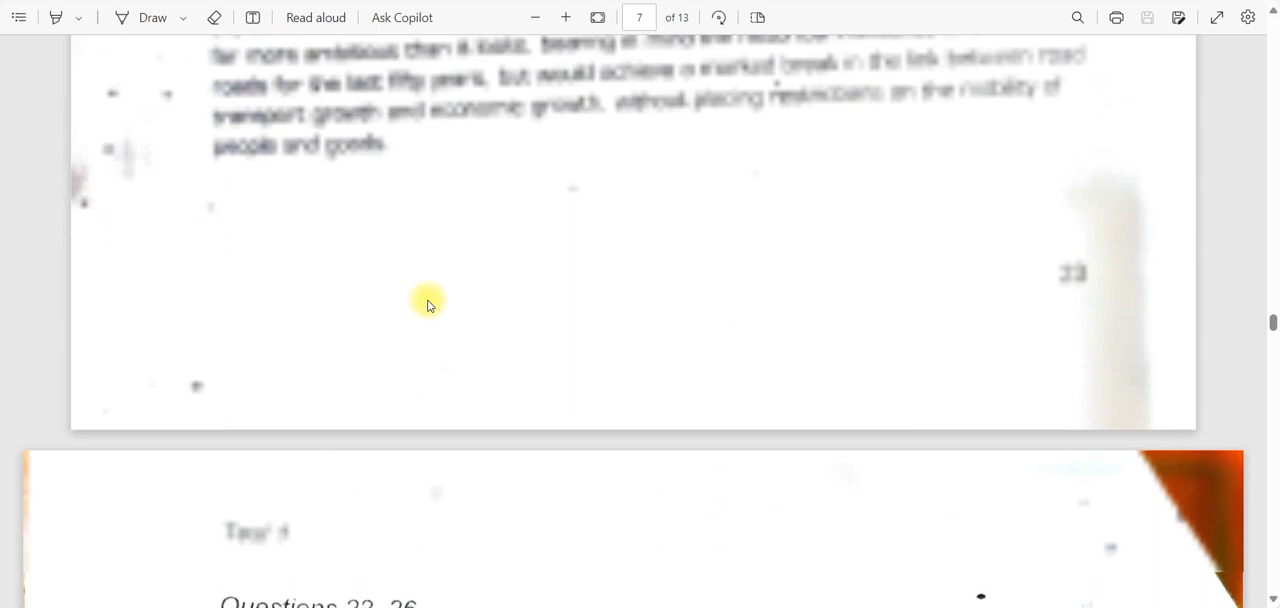 Draw
Read aloud
Ask Copilot
7
of 13
far more ambitious than it looks, bearing in mind the
roads for the last fifty years, but would achieve a marked break in the link between road
transport growth and economic growth, without placing restrictions on the mobility of
people and goods.
23
Test
Questions 22-26